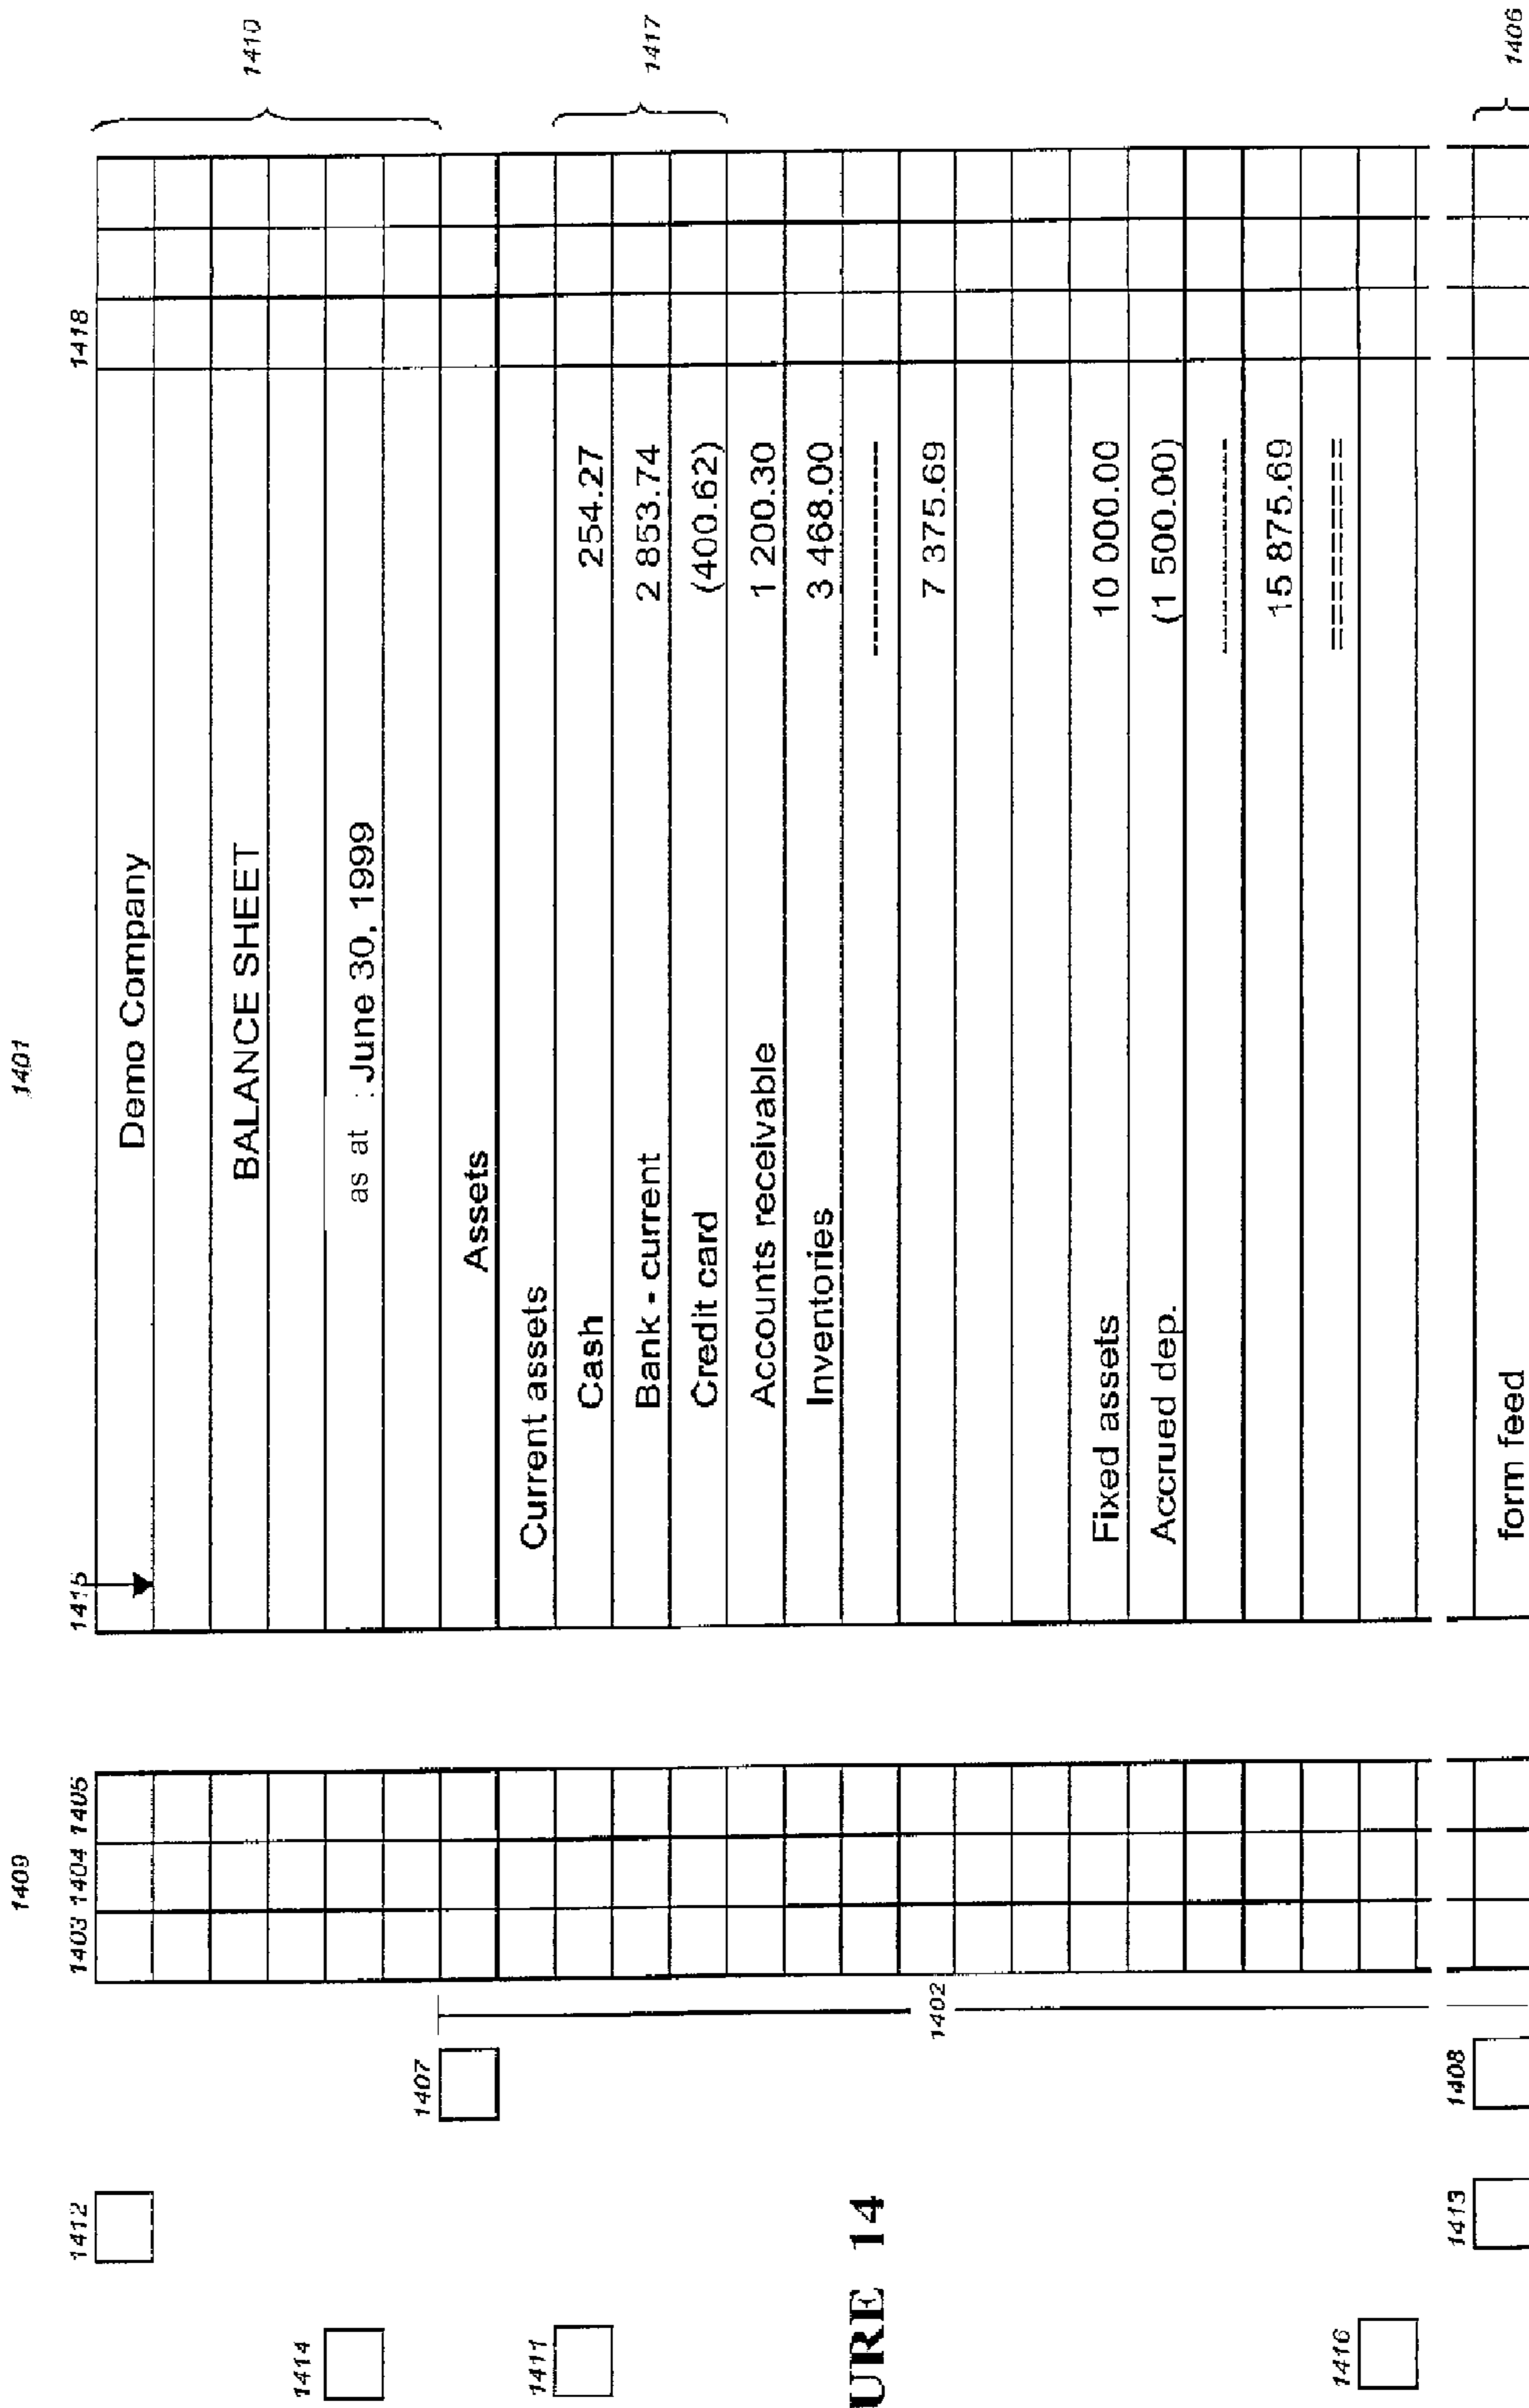 1409 1401
1412 1403 1404 1405 1415 1418
Demo Company
1410
BALANCE SHEET
1414
as at : June 30, 1999
1407
Assets
Current assets
1411
Cash 254.27
Bank - current 2 853.74
1417
Credit card (400.62)
Accounts receivable 1 200.30
Inventories 3 468.00
---------------
URE 14
7 375.69
1402
Fixed assets 10 000.00
Accrued dep. (1 500.00)
---------------
15 875.69
=========
1416
1413 1408
form feed
1406